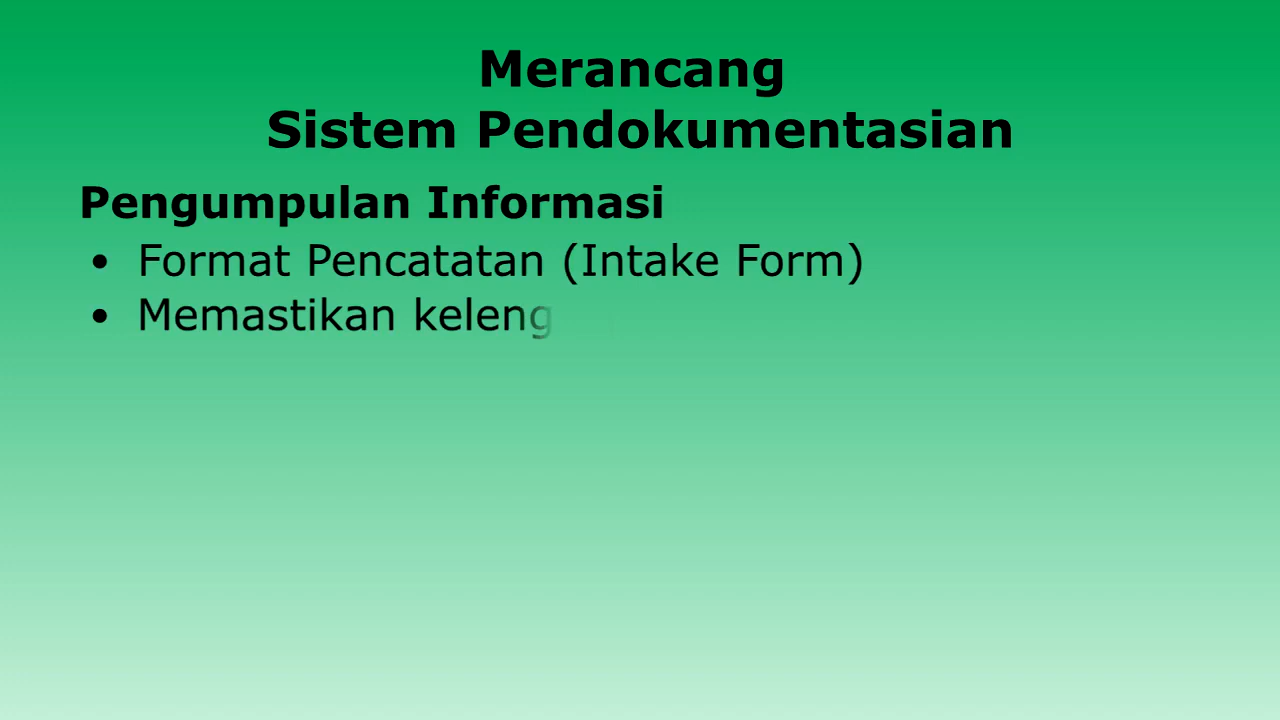 Merancang
Sistem Pendokumentasian
Pengumpulan Informasi
• Format Pencatatan (Intake Form)
• Memastikan keleng